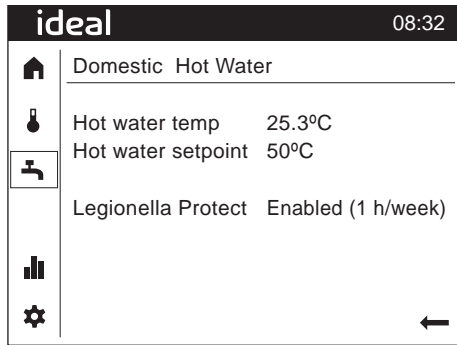 ideal 08:32
Domestic Hot Water
Hot water temp 25.3ºC
Hot water setpoint 50ºC
Legionella Protect Enabled (1 h/week)